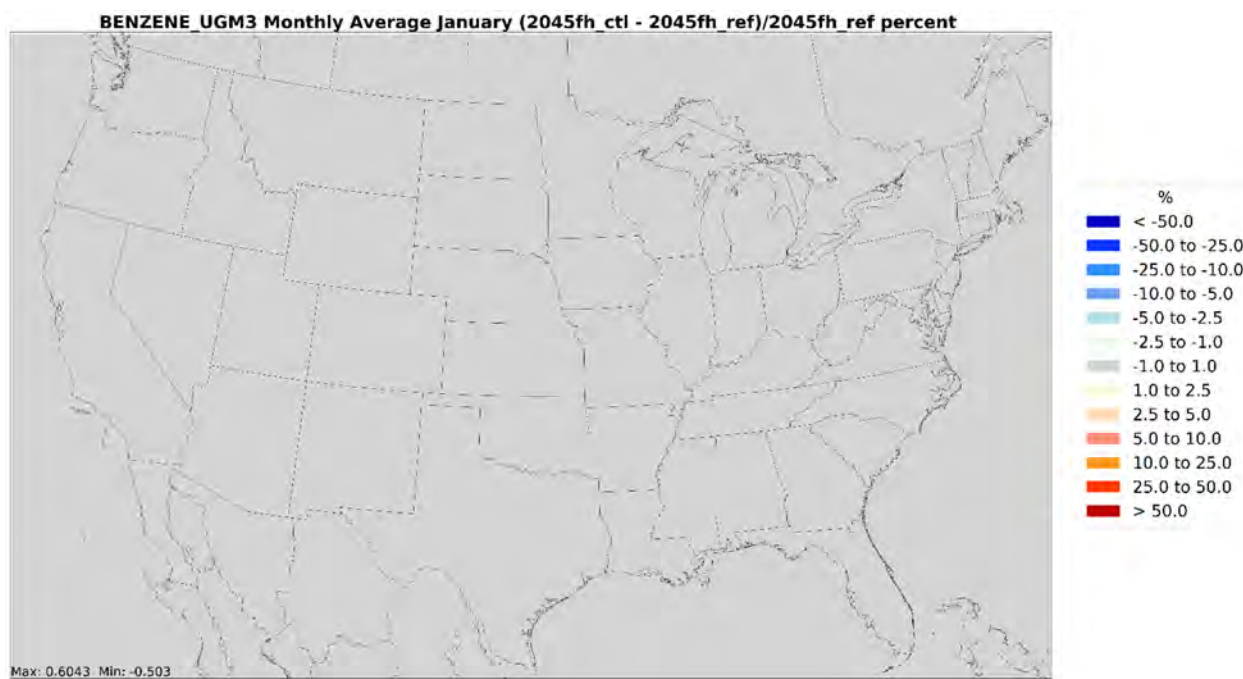 BENZENE_UGM3 Monthly Average January (2045fh_ctl - 2045fh_ref)/2045fh_ref percent
%
< -50.0
-50.0 to -25.0
-25.0 to -10.0
-10.0 to -5.0
-5.0 to -2.5
-2.5 to -1.0
-1.0 to 1.0
1.0 to 2.5
2.5 to 5.0
5.0 to 10.0
10.0 to 25.0
25.0 to 50.0
> 50.0
Max: 0.6043 Min: -0.503